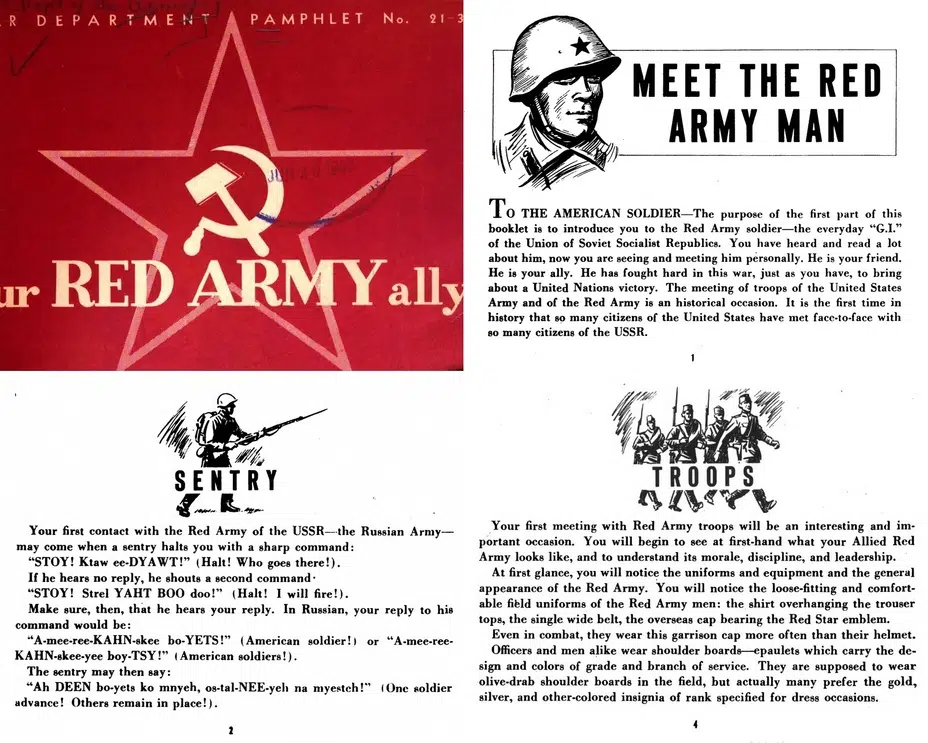 R DEPARTMENT PAMPHLET No. 21-3
ur RED ARMY ally
MEET THE RED
ARMY MAN
TO THE AMERICAN SOLDIER—The purpose of the first part of this
booklet is to introduce you to the Red Army soldier—the everyday “G.I.”
of the Union of Soviet Socialist Republics. You have heard and read a lot
about him, now you are seeing and meeting him personally. He is your friend.
He is your ally. He has fought hard in this war, just as you have, to bring
about a United Nations victory. The meeting of troops of the United States
Army and of the Red Army is an historical occasion. It is the first time in
history that so many citizens of the United States have met face-to-face with
so many citizens of the USSR.
1
SENTRY
Your first contact with the Red Army of the USSR—the Russian Army—
may come when a sentry halts you with a sharp command:
“STOY! Ktaw ee-DYAWT!” (Halt! Who goes there!).
If he hears no reply, he shouts a second command·
“STOY! Strel YAHT BOO doo!” (Halt! I will fire!).
Make sure, then, that he hears your reply. In Russian, your reply to his
command would be:
“A-mee-ree-KAHN-skee bo-YETS!” (American soldier!) or “A-mee-ree-
KAHN-skee-yee boy-TSY!” (American soldiers!).
The sentry may then say:
“Ah DEEN bo-yets ko mnyeh, os-tal-NEE-yeh na myestch!” (One soldier
advance! Others remain in place!).
2
TROOPS
Your first meeting with Red Army troops will be an interesting and im-
portant occasion. You will begin to see at first-hand what your Allied Red
Army looks like, and to understand its morale, discipline, and leadership.
At first glance, you will notice the uniforms and equipment and the general
appearance of the Red Army. You will notice the loose-fitting and comfort-
able field uniforms of the Red Army men: the shirt overhanging the trouser
tops, the single wide belt, the overseas cap bearing the Red Star emblem.
Even in combat, they wear this garrison cap more often than their helmet.
Officers and men alike wear shoulder boards—epaulets which carry the de-
sign and colors of grade and branch of service. They are supposed to wear
olive-drab shoulder boards in the field, but actually many prefer the gold,
silver, and other-colored insignia of rank specified for dress occasions.
4